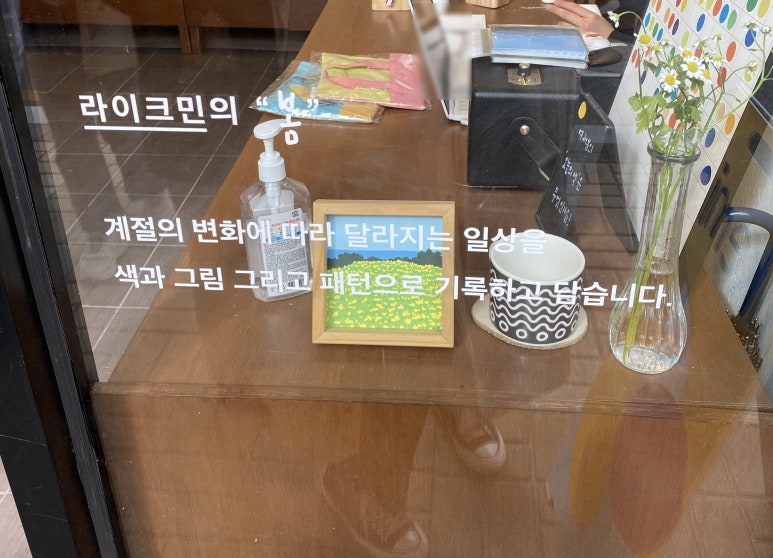 라이크민의 “봄”
계절의 변화에 따라 달라지는 일상을
색과 그림 그리고 패턴으로 기록하고 담습니다.